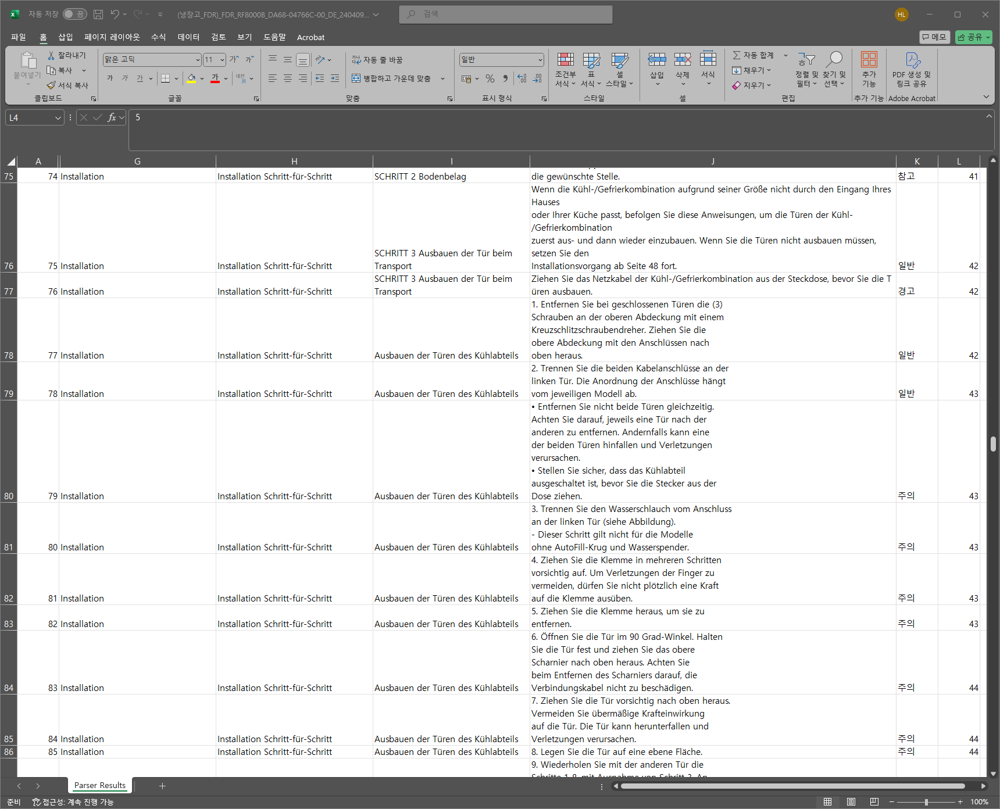 자동 저장 끔 (냉장고_FDR)_FDR_RF8000B_DA68-04766C-00_DE_240409... 검색 HL
파일 홈 삽입 페이지 레이아웃 수식 데이터 검토 보기 도움말 Acrobat 메모 공유
붙여넣기 잘라내기 복사 서식 복사 클립보드
맑은 고딕 11 가 가 가 가 가 가 내천 글꼴
자동 줄 바꿈 병합하고 가운데 맞춤 맞춤
일반 % 표시 형식
조건부 서식 표 서식 셀 스타일 스타일
삽입 삭제 서식 셀
자동 합계 채우기 지우기 정렬 및 필터 찾기 및 선택 편집
추가 기능 추가 기능
PDF 생성 및 링크 공유 Adobe Acrobat
L4 fx 5
A G H I J K L
75 74 Installation Installation Schritt-für-Schritt SCHRITT 2 Bodenbelag die gewünschte Stelle. 참고 41
Wenn die Kühl-/Gefrierkombination aufgrund seiner Größe nicht durch den Eingang Ihres
Hauses
oder Ihrer Küche passt, befolgen Sie diese Anweisungen, um die Türen der Kühl-
/Gefrierkombination
zuerst aus- und dann wieder einzubauen. Wenn Sie die Türen nicht ausbauen müssen,
SCHRITT 3 Ausbauen der Tür beim setzen Sie den
76 75 Installation Installation Schritt-für-Schritt Transport Installationsvorgang ab Seite 48 fort. 일반 42
SCHRITT 3 Ausbauen der Tür beim Ziehen Sie das Netzkabel der Kühl-/Gefrierkombination aus der Steckdose, bevor Sie die T
77 76 Installation Installation Schritt-für-Schritt Transport üren ausbauen. 경고 42
1. Entfernen Sie bei geschlossenen Türen die (3)
Schrauben an der oberen Abdeckung mit einem
Kreuzschlitzschraubendreher. Ziehen Sie die
obere Abdeckung mit den Anschlüssen nach
78 77 Installation Installation Schritt-für-Schritt Ausbauen der Türen des Kühlabteils oben heraus. 일반 42
2. Trennen Sie die beiden Kabelanschlüsse an der
linken Tür. Die Anordnung der Anschlüsse hängt
79 78 Installation Installation Schritt-für-Schritt Ausbauen der Türen des Kühlabteils vom jeweiligen Modell ab. 일반 43
• Entfernen Sie nicht beide Türen gleichzeitig.
Achten Sie darauf, jeweils eine Tür nach der
anderen zu entfernen. Andernfalls kann eine
der beiden Türen hinfallen und Verletzungen
verursachen.
• Stellen Sie sicher, dass das Kühlabteil
ausgeschaltet ist, bevor Sie die Stecker aus der
80 79 Installation Installation Schritt-für-Schritt Ausbauen der Türen des Kühlabteils Dose ziehen. 주의 43
3. Trennen Sie den Wasserschlauch vom Anschluss
an der linken Tür (siehe Abbildung).
- Dieser Schritt gilt nicht für die Modelle
81 80 Installation Installation Schritt-für-Schritt Ausbauen der Türen des Kühlabteils ohne AutoFill-Krug und Wasserspender. 주의 43
4. Ziehen Sie die Klemme in mehreren Schritten
vorsichtig auf. Um Verletzungen der Finger zu
vermeiden, dürfen Sie nicht plötzlich eine Kraft
82 81 Installation Installation Schritt-für-Schritt Ausbauen der Türen des Kühlabteils auf die Klemme ausüben. 주의 43
5. Ziehen Sie die Klemme heraus, um sie zu
83 82 Installation Installation Schritt-für-Schritt Ausbauen der Türen des Kühlabteils entfernen. 주의 43
6. Öffnen Sie die Tür im 90 Grad-Winkel. Halten
Sie die Tür fest und ziehen Sie das obere
Scharnier nach oben heraus. Achten Sie
beim Entfernen des Scharniers darauf, die
84 83 Installation Installation Schritt-für-Schritt Ausbauen der Türen des Kühlabteils Verbindungskabel nicht zu beschädigen. 주의 44
7. Ziehen Sie die Tür vorsichtig nach oben heraus.
Vermeiden Sie übermäßige Krafteinwirkung
auf die Tür. Die Tür kann herunterfallen und
85 84 Installation Installation Schritt-für-Schritt Ausbauen der Türen des Kühlabteils Verletzungen verursachen. 주의 44
86 85 Installation Installation Schritt-für-Schritt Ausbauen der Türen des Kühlabteils 8. Legen Sie die Tür auf eine ebene Fläche. 주의 44
9. Wiederholen Sie mit der anderen Tür die
Schritte 1-8, mit Ausnahme von Schritt 3. An
Parser Results
준비 접근성: 계속 진행 가능 100%